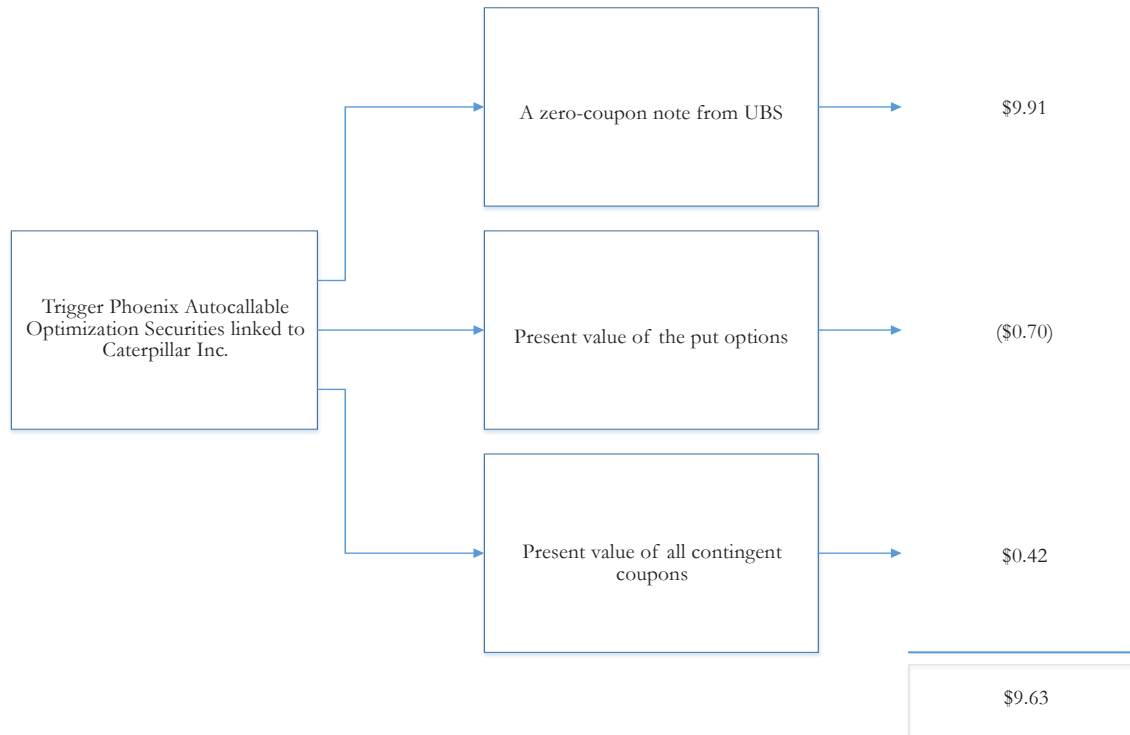 A zero-coupon note from UBS
$9.91
Trigger Phoenix Autocallable
Optimization Securities linked to
Caterpillar Inc.
Present value of the put options
($0.70)
Present value of all contingent
coupons
$0.42
$9.63